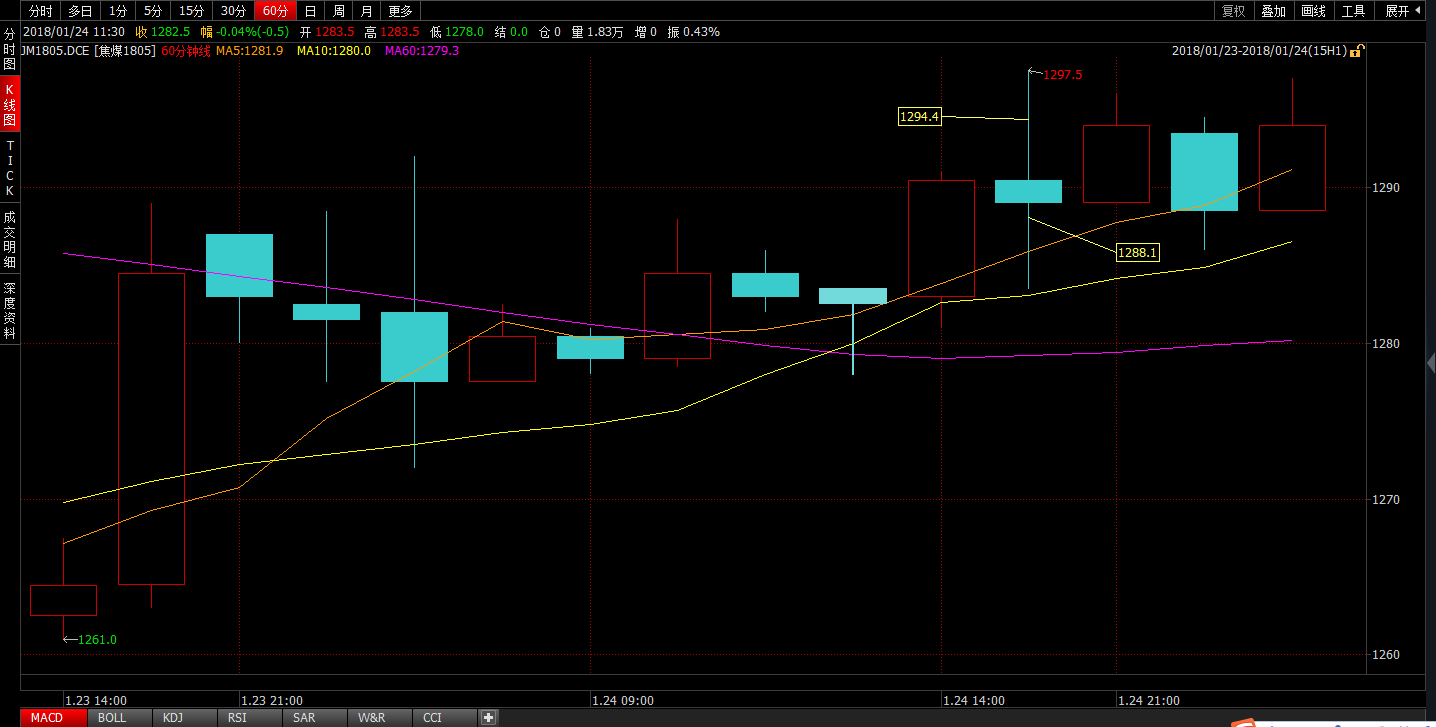 分时 多日 1分 5分 15分 30分 60分 日 周 月 更多 复权 叠加 画线 工具 展开
2018/01/24 11:30 收 1282.5 幅 -0.04%(-0.5) 开 1283.5 高 1283.5 低 1278.0 结 0.0 仓 0 量 1.83万 增 0 振 0.43%
JM1805.DCE [焦煤1805] 60分钟线 MA5:1281.9 MA10:1280.0 MA60:1279.3 2018/01/23-2018/01/24(15H1)
分时图
K线图
TICK
成交明细
深度资料
1297.5
1294.4
1290
1288.1
1280
1270
1261.0
1260
1.23 14:00 1.23 21:00 1.24 09:00 1.24 14:00 1.24 21:00
MACD BOLL KDJ RSI SAR W&R CCI